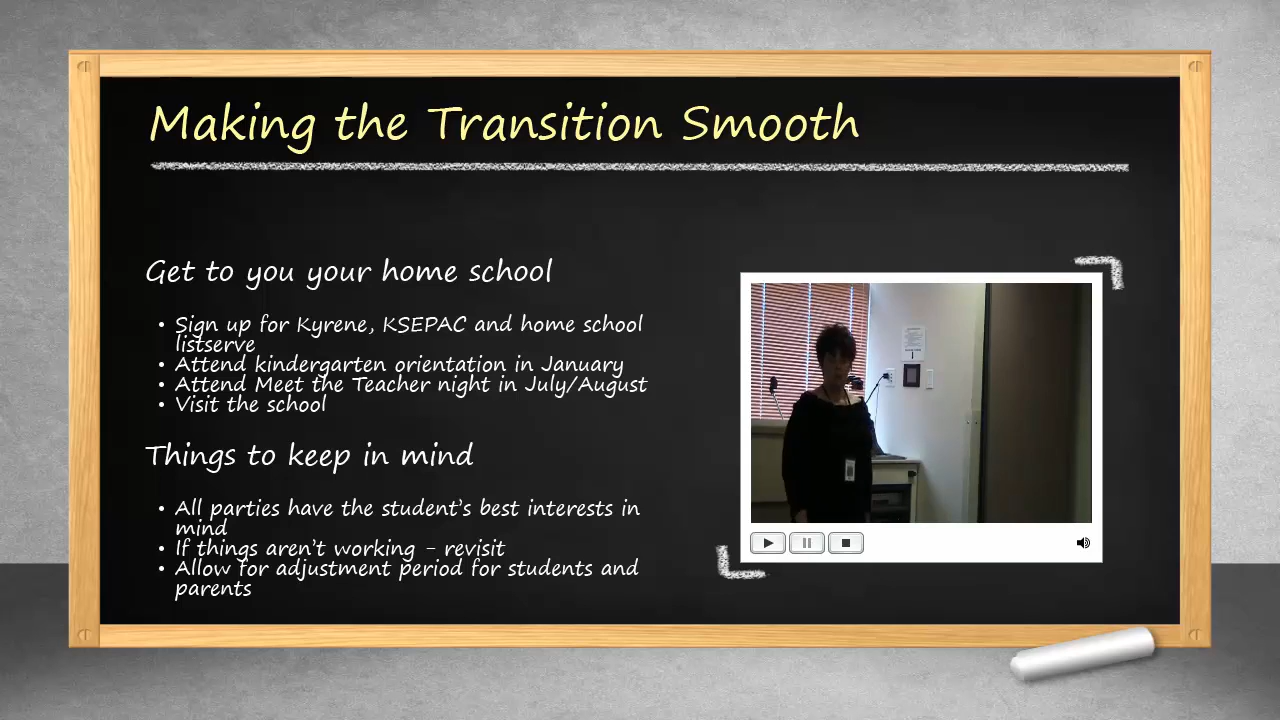 Making the Transition Smooth
Get to you your home school
• Sign up for Kyrene, KSEPAC and home school
listserve
• Attend kindergarten orientation in January
• Attend Meet the Teacher night in July/August
• Visit the school
Things to keep in mind
• All parties have the student's best interests in
mind
• If things aren't working - revisit
• Allow for adjustment period for students and
parents